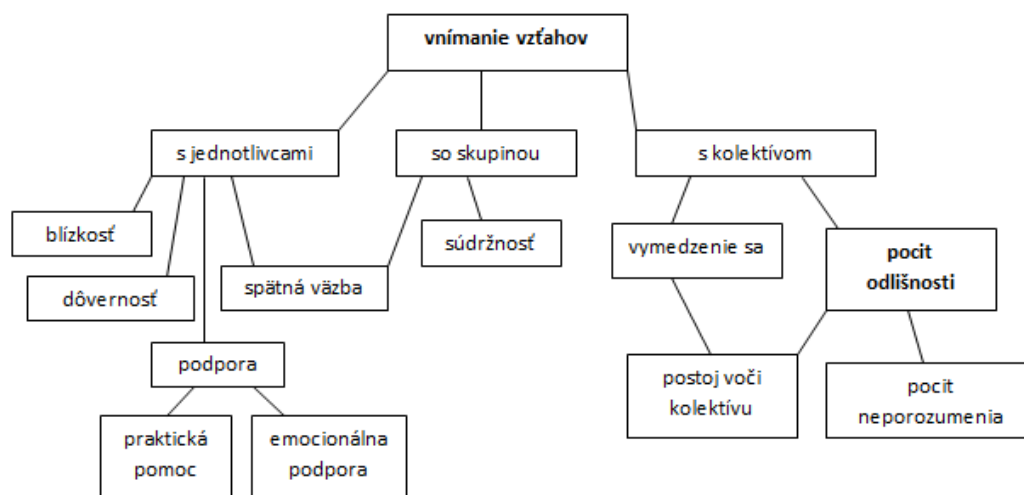 vnímanie vzťahov
s jednotlivcami
so skupinou
s kolektívom
blízkosť
súdržnosť
vymedzenie sa
pocit
odlišnosti
dôvernosť
spätná väzba
podpora
postoj voči
kolektívu
pocit
neporozumenia
praktická
pomoc
emocionálna
podpora